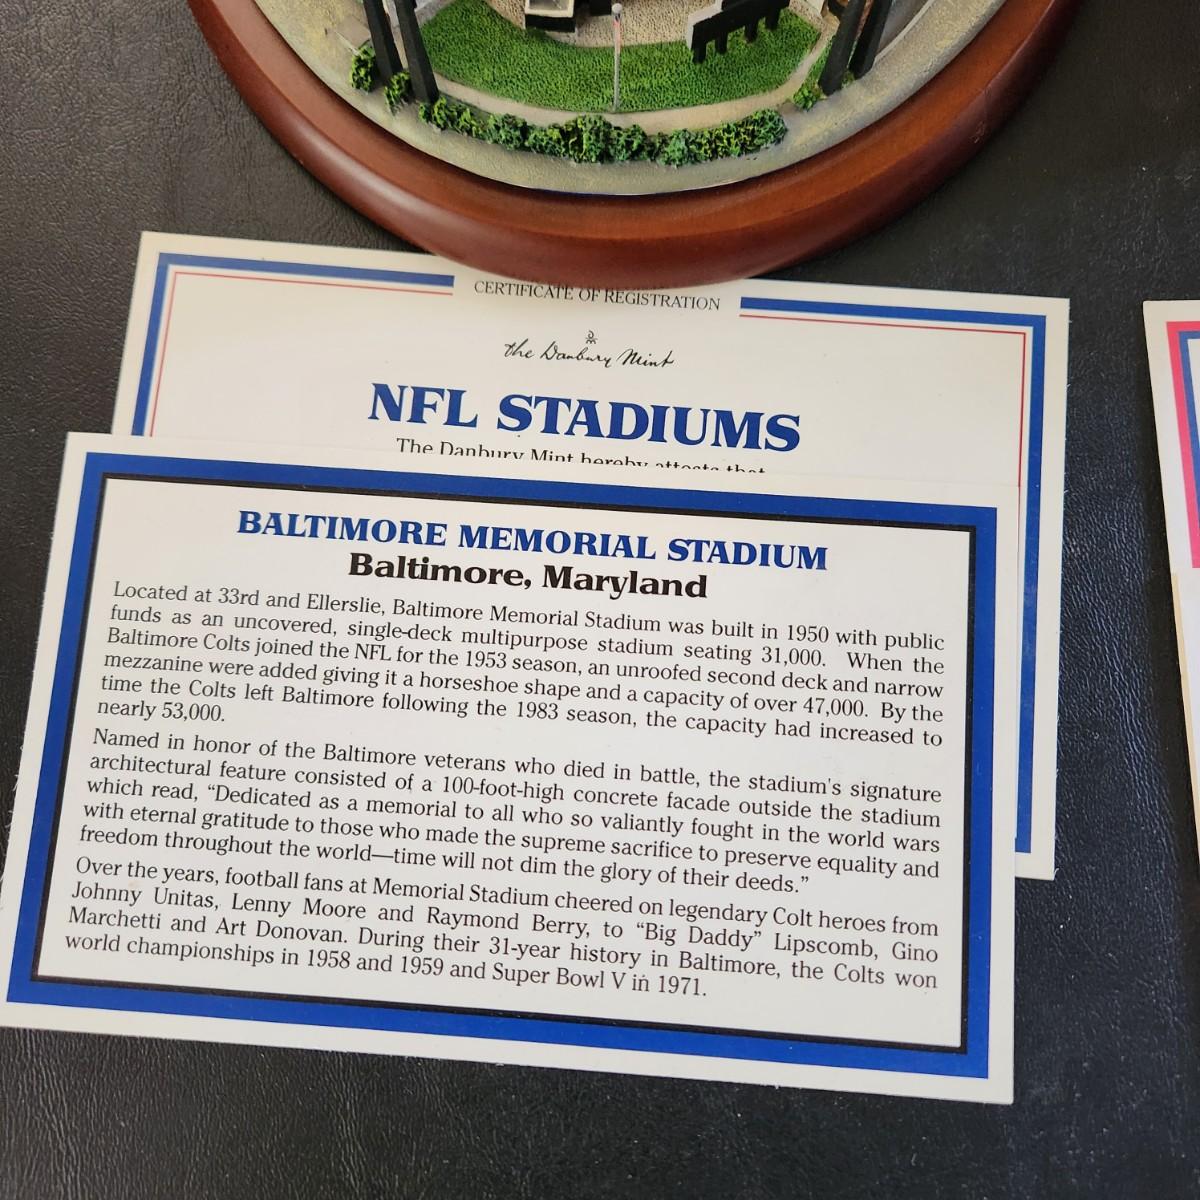 CERTIFICATE OF REGISTRATION
the Danbury Mint
NFL STADIUMS
The Danbury Mint hereby attests that
BALTIMORE MEMORIAL STADIUM
Baltimore, Maryland
Located at 33rd and Ellerslie, Baltimore Memorial Stadium was built in 1950 with public
funds as an uncovered, single-deck multipurpose stadium seating 31,000. When the
Baltimore Colts joined the NFL for the 1953 season, an unroofed second deck and narrow
mezzanine were added giving it a horseshoe shape and a capacity of over 47,000. By the
time the Colts left Baltimore following the 1983 season, the capacity had increased to
nearly 53,000.
Named in honor of the Baltimore veterans who died in battle, the stadium's signature
architectural feature consisted of a 100-foot-high concrete facade outside the stadium
which read, “Dedicated as a memorial to all who so valiantly fought in the world wars
with eternal gratitude to those who made the supreme sacrifice to preserve equality and
freedom throughout the world—time will not dim the glory of their deeds.”
Over the years, football fans at Memorial Stadium cheered on legendary Colt heroes from
Johnny Unitas, Lenny Moore and Raymond Berry, to “Big Daddy” Lipscomb, Gino
Marchetti and Art Donovan. During their 31-year history in Baltimore, the Colts won
world championships in 1958 and 1959 and Super Bowl V in 1971.